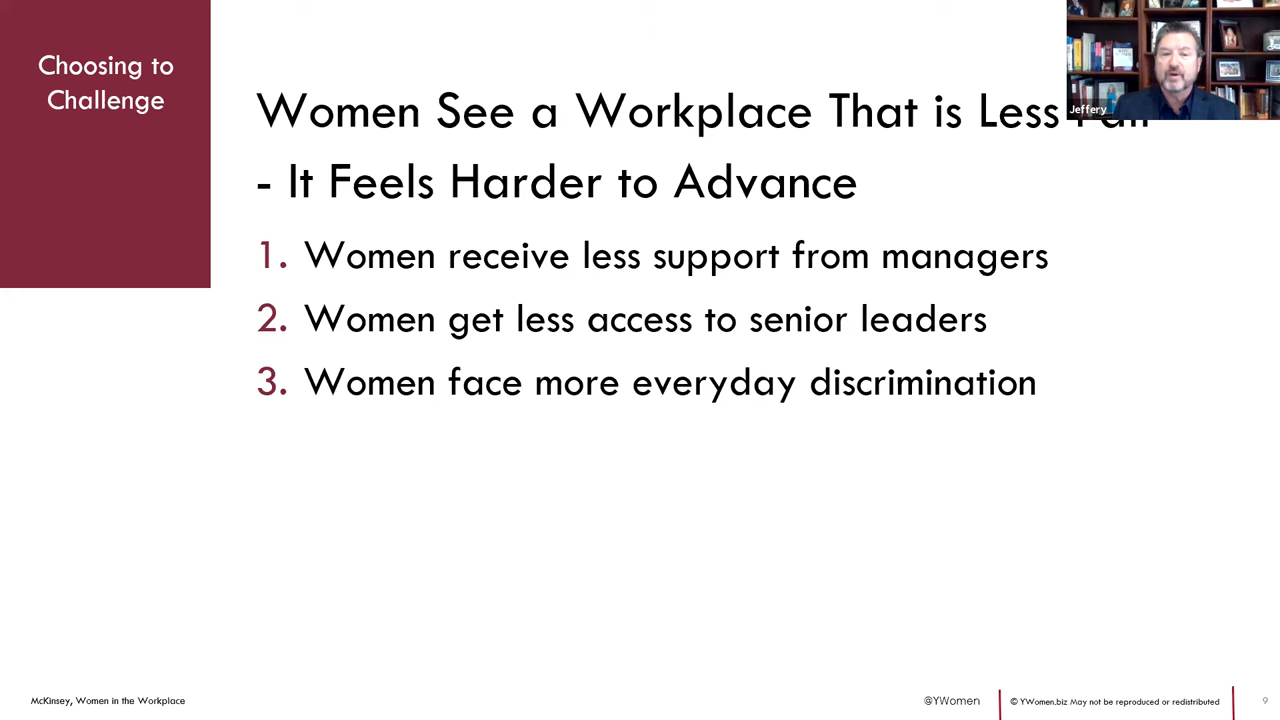 Choosing to
Challenge
Women See a Workplace That is Less
- It Feels Harder to Advance
1. Women receive less support from managers
2. Women get less access to senior leaders
3. Women face more everyday discrimination
Jeffery
McKinsey, Women in the Workplace
@YWomen
© YWomen.biz May not be reproduced or redistributed
9